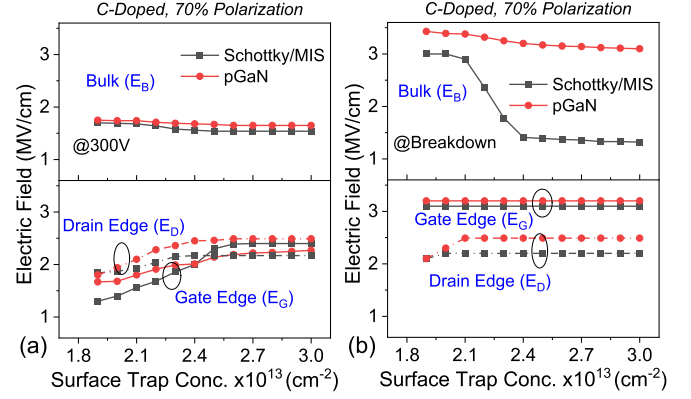 C-Doped, 70% Polarization
C-Doped, 70% Polarization
Electric Field (MV/cm)
3
2
1
Schottky/MIS
pGaN
Bulk (E_B)
@300V
3
2
1
Drain Edge (E_D)
Gate Edge (E_G)
(a)
1.8 2.1 2.4 2.7 3.0
Surface Trap Conc. x10^13 (cm^-2)
Electric Field (MV/cm)
3
2
1
Schottky/MIS
pGaN
Bulk (E_B)
@Breakdown
3
2
1
Gate Edge (E_G)
Drain Edge (E_D)
(b)
1.8 2.1 2.4 2.7 3.0
Surface Trap Conc. x10^13 (cm^-2)